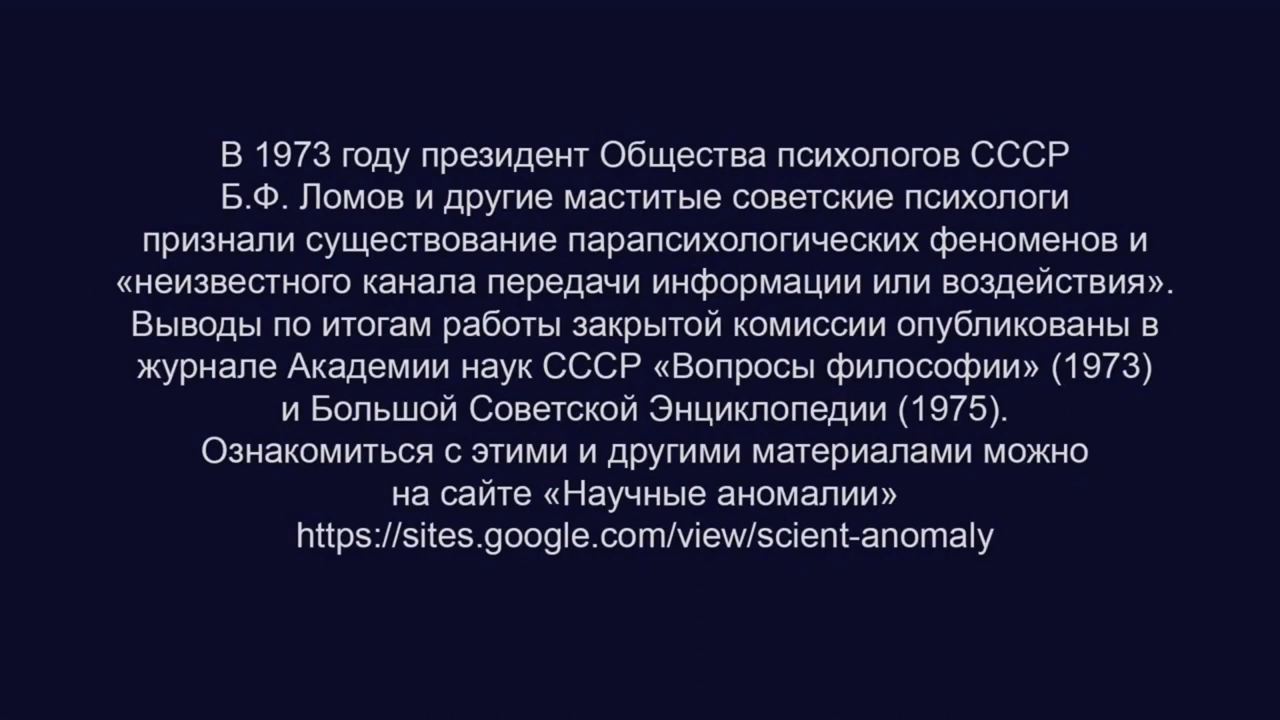 В 1973 году президент Общества психологов СССР
Б.Ф. Ломов и другие маститые советские психологи
признали существование парапсихологических феноменов и
«неизвестного канала передачи информации или воздействия».
Выводы по итогам работы закрытой комиссии опубликованы в
журнале Академии наук СССР «Вопросы философии» (1973)
и Большой Советской Энциклопедии (1975).
Ознакомиться с этими и другими материалами можно
на сайте «Научные аномалии»
https://sites.google.com/view/scient-anomaly